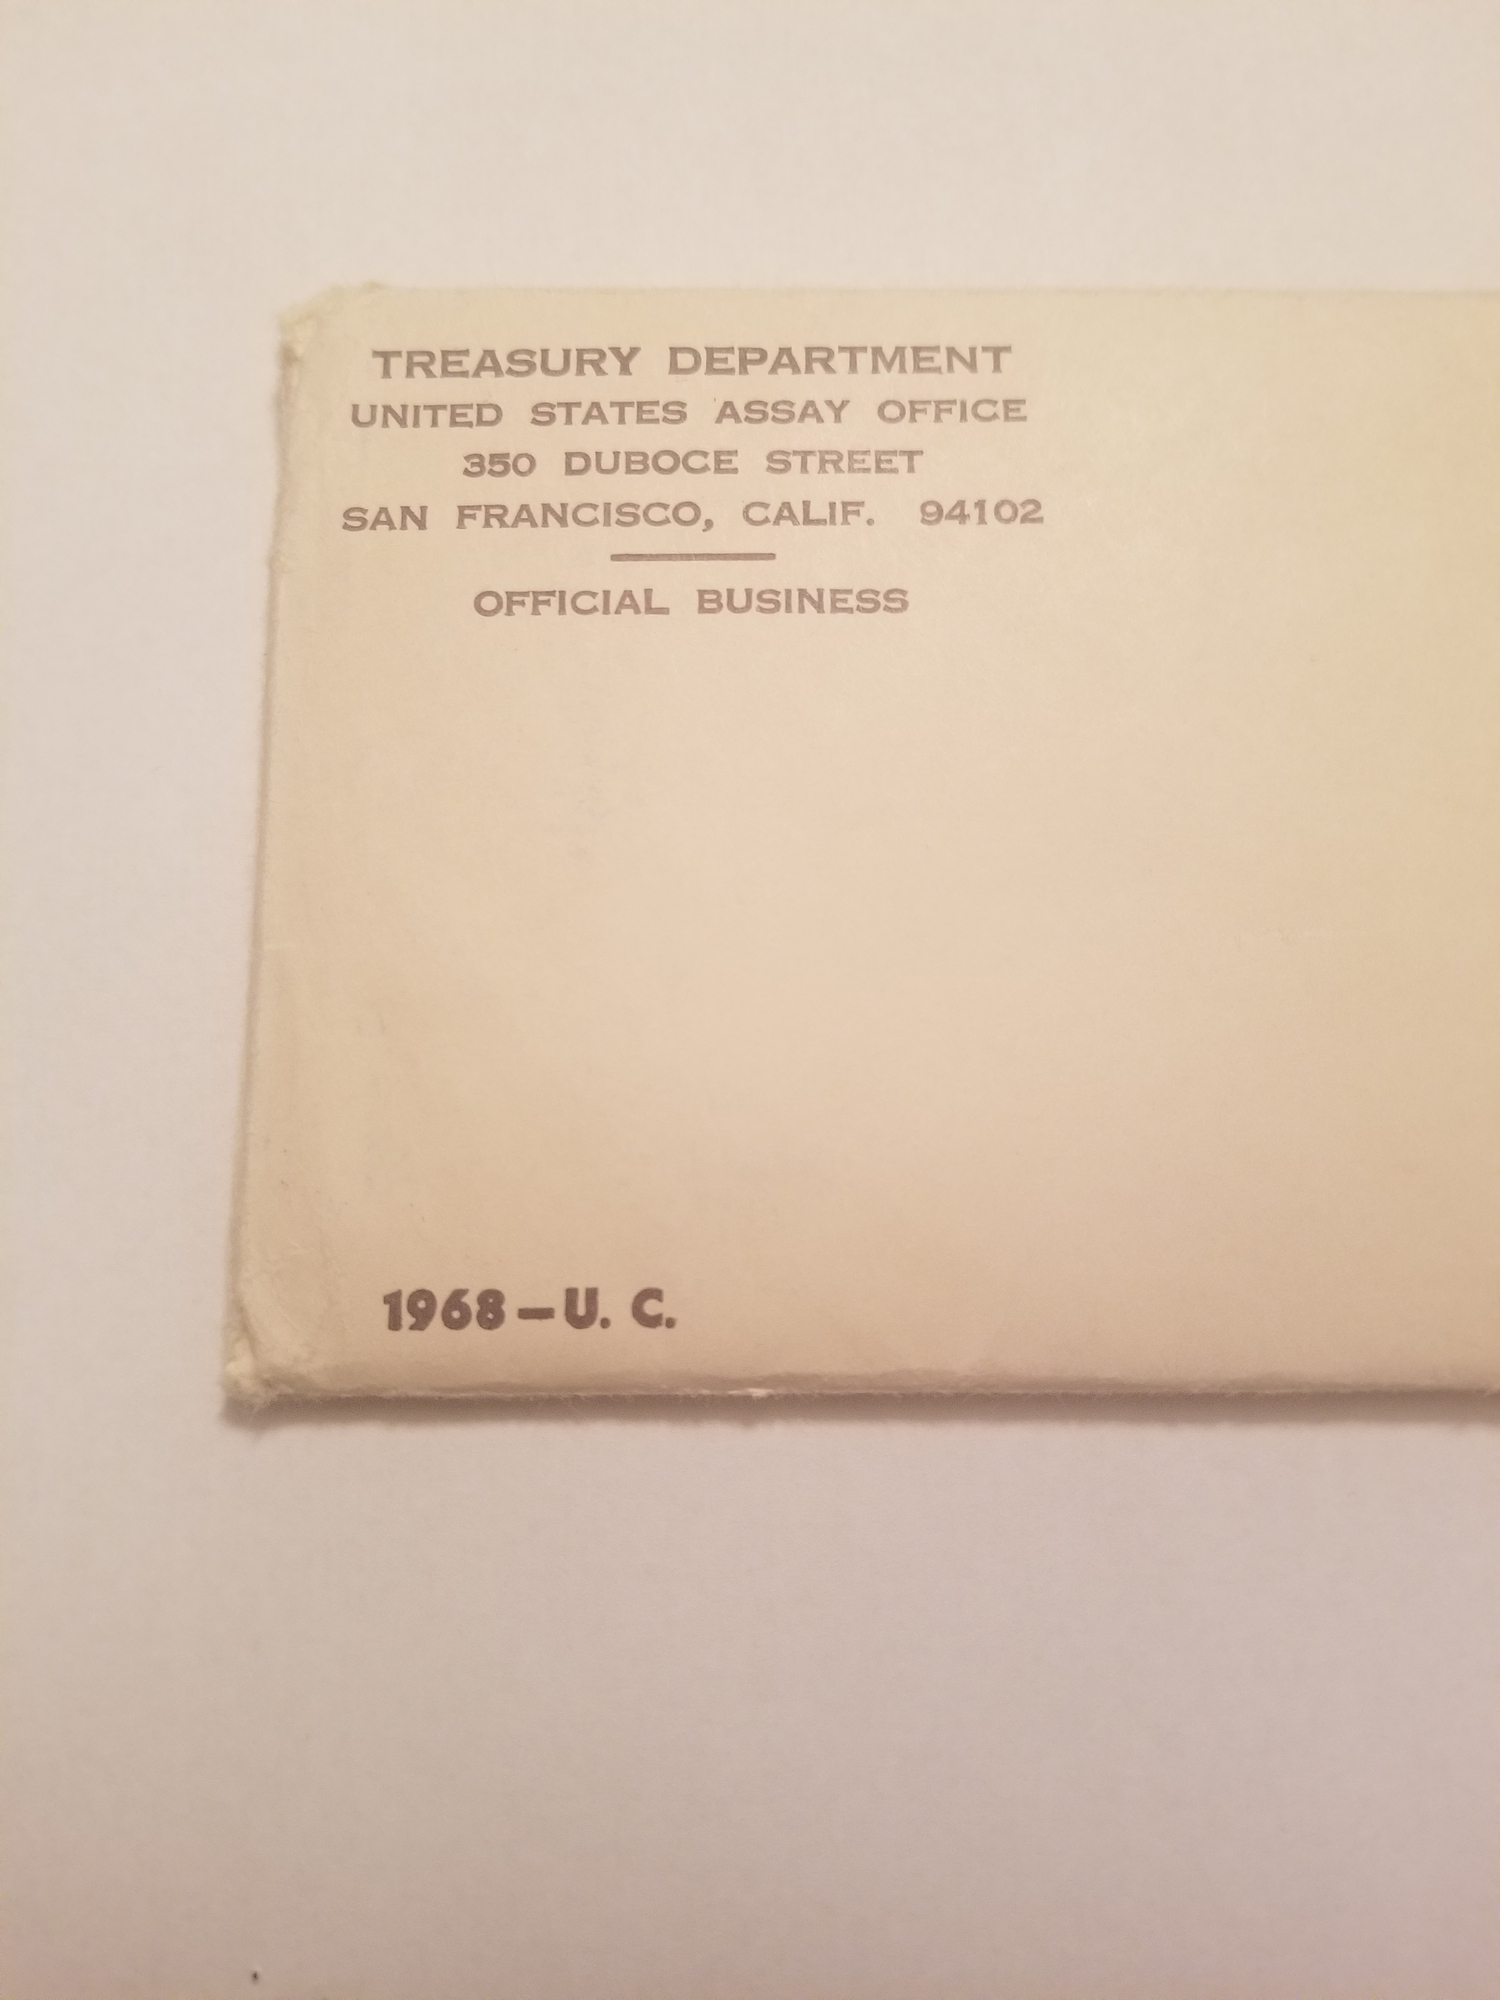 TREASURY DEPARTMENT
UNITED STATES ASSAY OFFICE
350 DUBOCE STREET
SAN FRANCISCO, CALIF. 94102
OFFICIAL BUSINESS
1968—U. C.